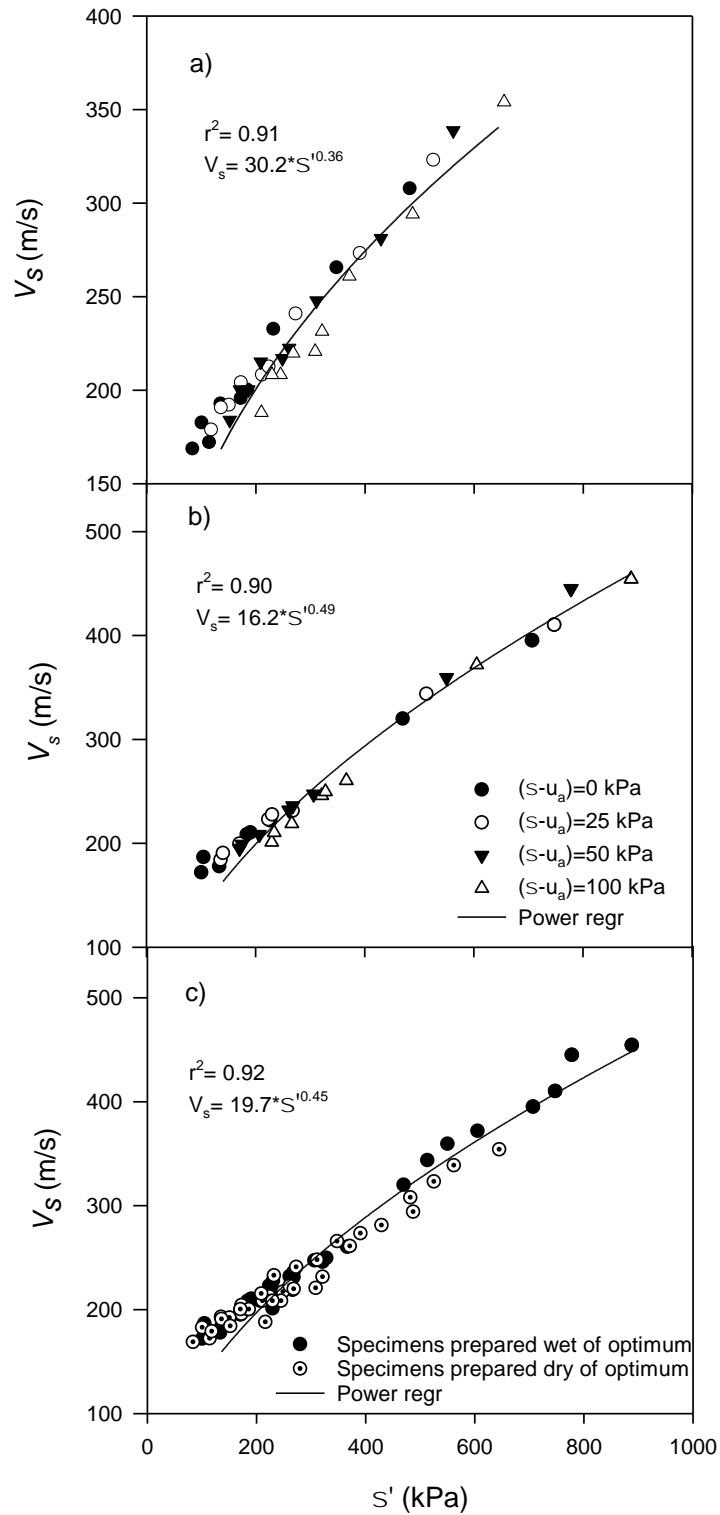 400
a)
350
r2= 0.91
Vs= 30.2*S'0.36
300
Vs (m/s)
250
200
150
b)
500
r2= 0.90
Vs= 16.2*S'0.49
400
Vs (m/s)
300
(S-ua)=0 kPa
(S-ua)=25 kPa
200
(S-ua)=50 kPa
(S-ua)=100 kPa
Power regr
100
c)
500
r2= 0.92
Vs= 19.7*S'0.45
400
Vs (m/s)
300
200
Specimens prepared wet of optimum
Specimens prepared dry of optimum
Power regr
100
0 200 400 600 800 1000
S' (kPa)